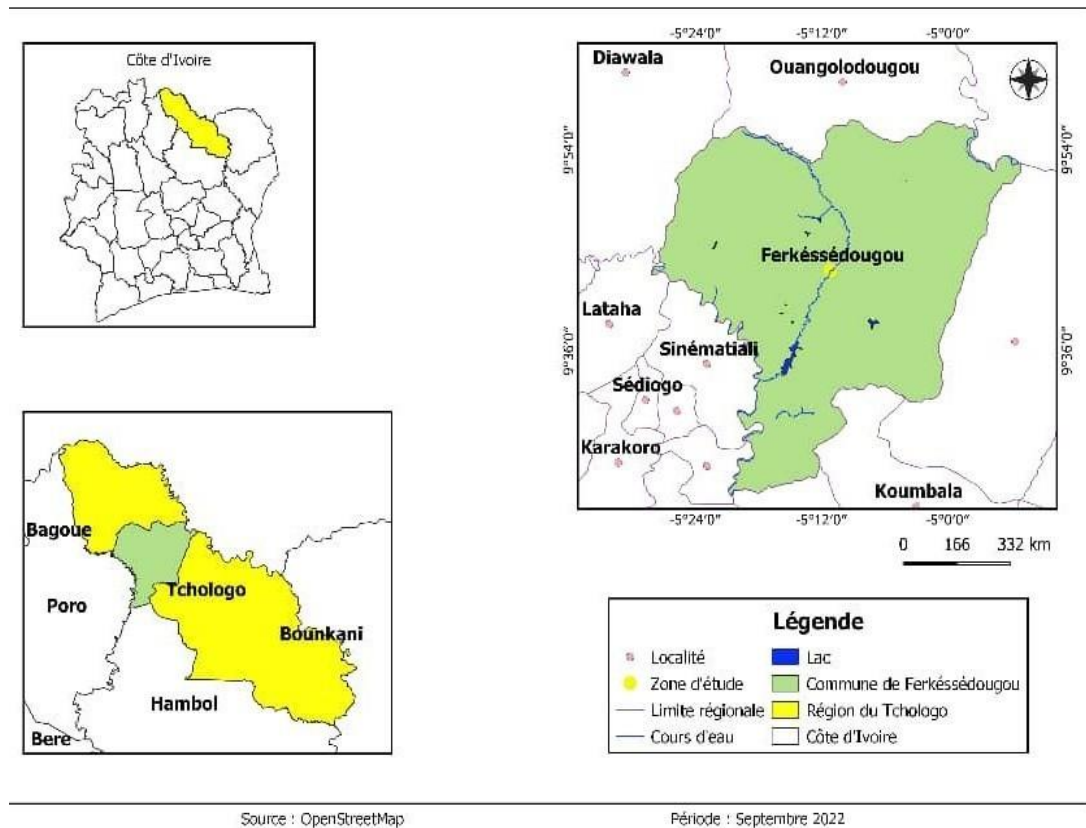 Côte d'Ivoire
-5°24'0" -5°12'0" -5°0'0"
Diawala
Ouangolodougou
9°54'0"
9°54'0"
Ferkéssédougou
Lataha
9°36'0"
9°36'0"
Sinématiali
Sédiogo
Karakoro
Koumbala
-5°24'0" -5°12'0" -5°0'0"
0 166 332 km
Bagoue
Tchologo
Poro
Bounkani
Hambol
Bere
Légende
Localité
Zone d'étude
Limite régionale
Cours d'eau
Lac
Commune de Ferkéssédougou
Région du Tchologo
Côte d'Ivoire
Source : OpenStreetMap
Période : Septembre 2022